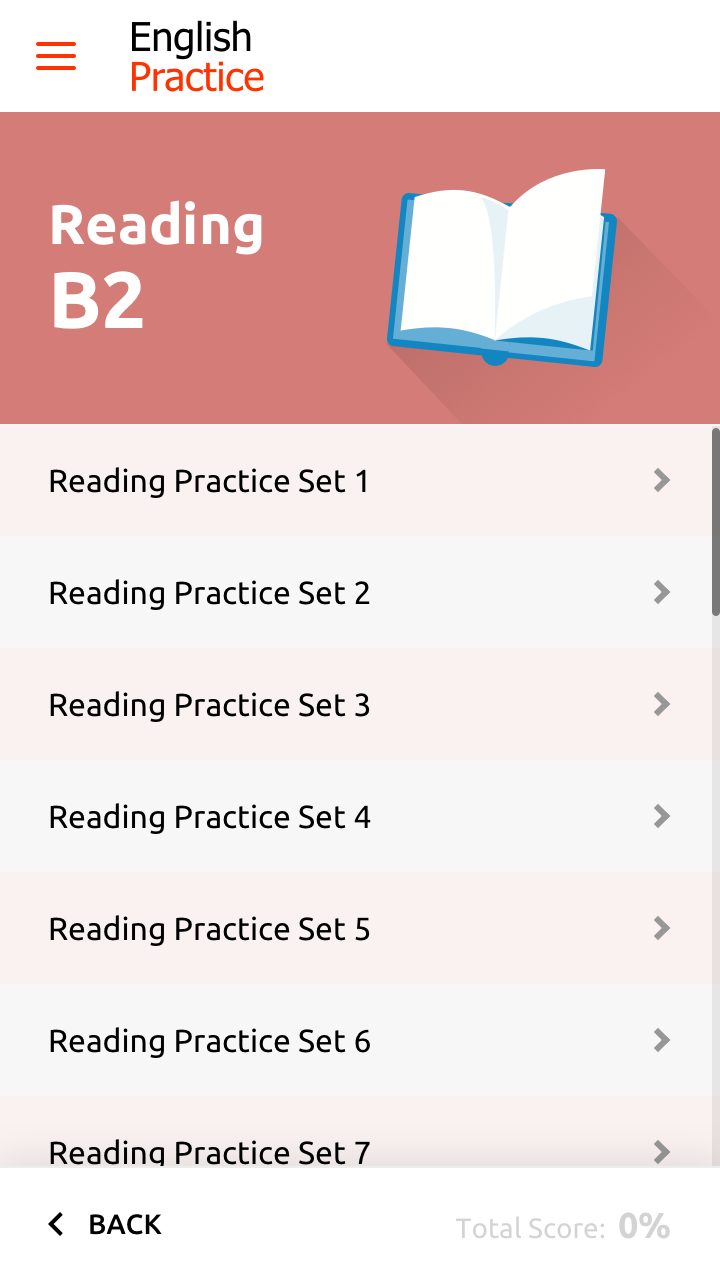 English
Practice
Reading
B2
Reading Practice Set 1
Reading Practice Set 2
Reading Practice Set 3
Reading Practice Set 4
Reading Practice Set 5
Reading Practice Set 6
Reading Practice Set 7
BACK
Total Score: 0%